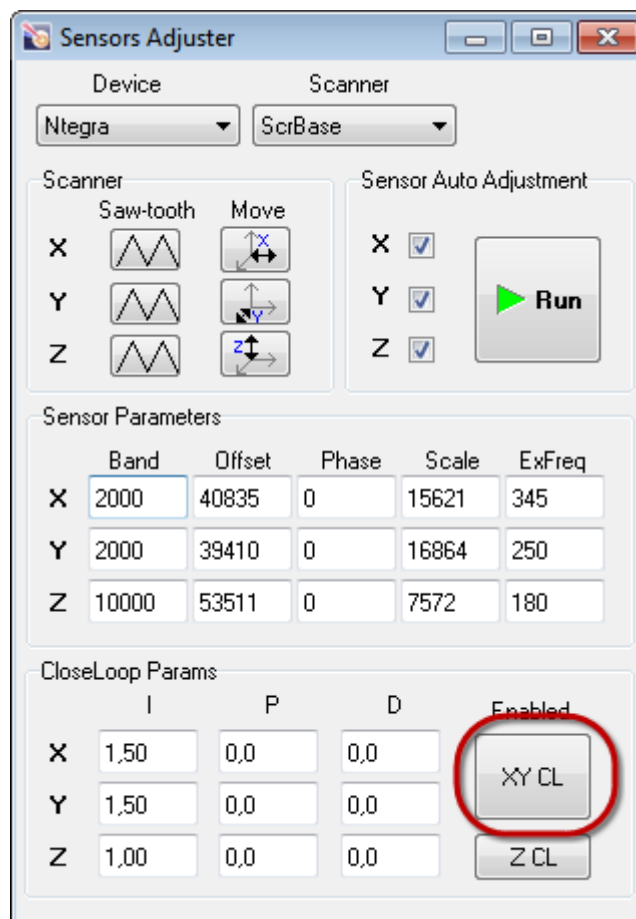 Sensors Adjuster
Device Scanner
Ntegra ScrBase
Scanner Sensor Auto Adjustment
Saw-tooth Move
X X X
Y Y Y Run
Z Z Z
Sensor Parameters
Band Offset Phase Scale ExFreq
X 2000 40835 0 15621 345
Y 2000 39410 0 16864 250
Z 10000 53511 0 7572 180
CloseLoop Params
I P D Enabled
X 1,50 0,0 0,0 XY CL
Y 1,50 0,0 0,0
Z 1,00 0,0 0,0 Z CL